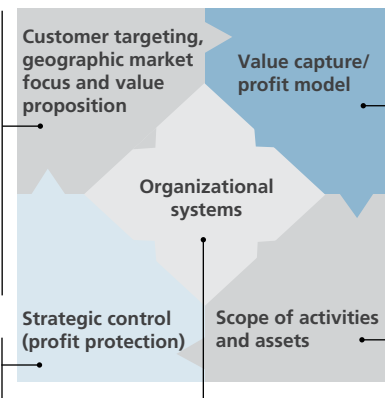 Customer targeting,
geographic market
focus and value
proposition
Value capture/
profit model
Organizational
systems
Strategic control
(profit protection)
Scope of activities
and assets